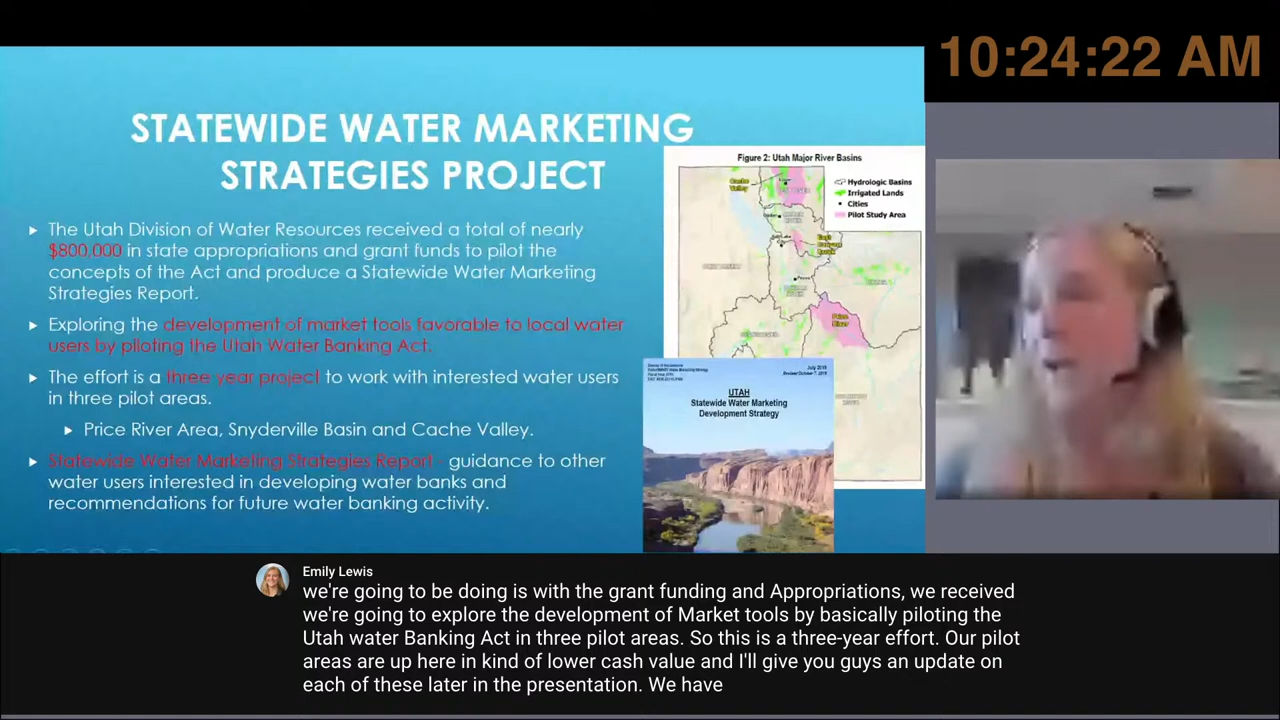 10:24:22 AM
STATEWIDE WATER MARKETING
STRATEGIES PROJECT
The Utah Division of Water Resources received a total of nearly
$800,000 in state appropriations and grant funds to pilot the
concepts of the Act and produce a Statewide Water Marketing
Strategies Report.
Exploring the development of market tools favorable to local water
users by piloting the Utah Water Banking Act.
The effort is a three year project to work with interested water users
in three pilot areas.
Price River Area, Snyderville Basin and Cache Valley.
Statewide Water Marketing Strategies Report - guidance to other
water users interested in developing water banks and
recommendations for future water banking activity.
Figure 2: Utah Major River Basins
Hydrologic Basins
Irrigated Lands
Cities
Pilot Study Area
Cache
Valley
Price
River
July 2019
UTAH
Statewide Water Marketing
Development Strategy
Emily Lewis
we're going to be doing is with the grant funding and Appropriations, we received
we're going to explore the development of Market tools by basically piloting the
Utah water Banking Act in three pilot areas. So this is a three-year effort. Our pilot
areas are up here in kind of lower cash value and I'll give you guys an update on
each of these later in the presentation. We have